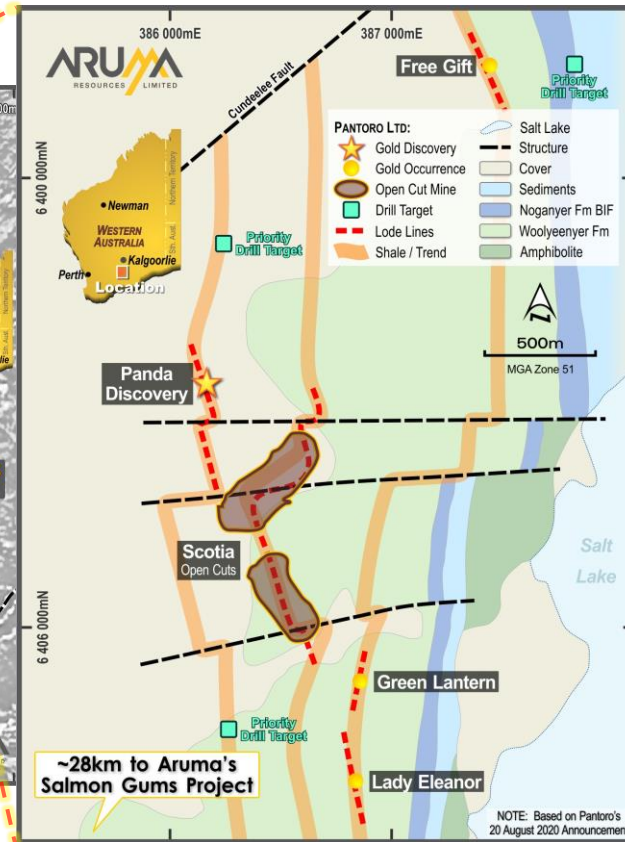 386 000mE
387 000mE
ARUMA
RESOURCES LIMITED
Cundeelee Fault
Free Gift
Priority
Drill Target
PANTORO LTD:
Gold Discovery
Gold Occurrence
Open Cut Mine
Drill Target
Lode Lines
Shale / Trend
Salt Lake
Structure
Cover
Sediments
Noganyer Fm BIF
Woolyeenyer Fm
Amphibolite
6 400 000mN
Newman
WESTERN
AUSTRALIA
Kalgoorlie
Perth
Location
Northern Territory
Sth. Aust.
Priority
Drill Target
N
500m
MGA Zone 51
Panda
Discovery
Scotia
Open Cuts
Salt
Lake
6 406 000mN
Green Lantern
Priority
Drill Target
~28km to Aruma's
Salmon Gums Project
Lady Eleanor
NOTE: Based on Pantoro's
20 August 2020 Announcement